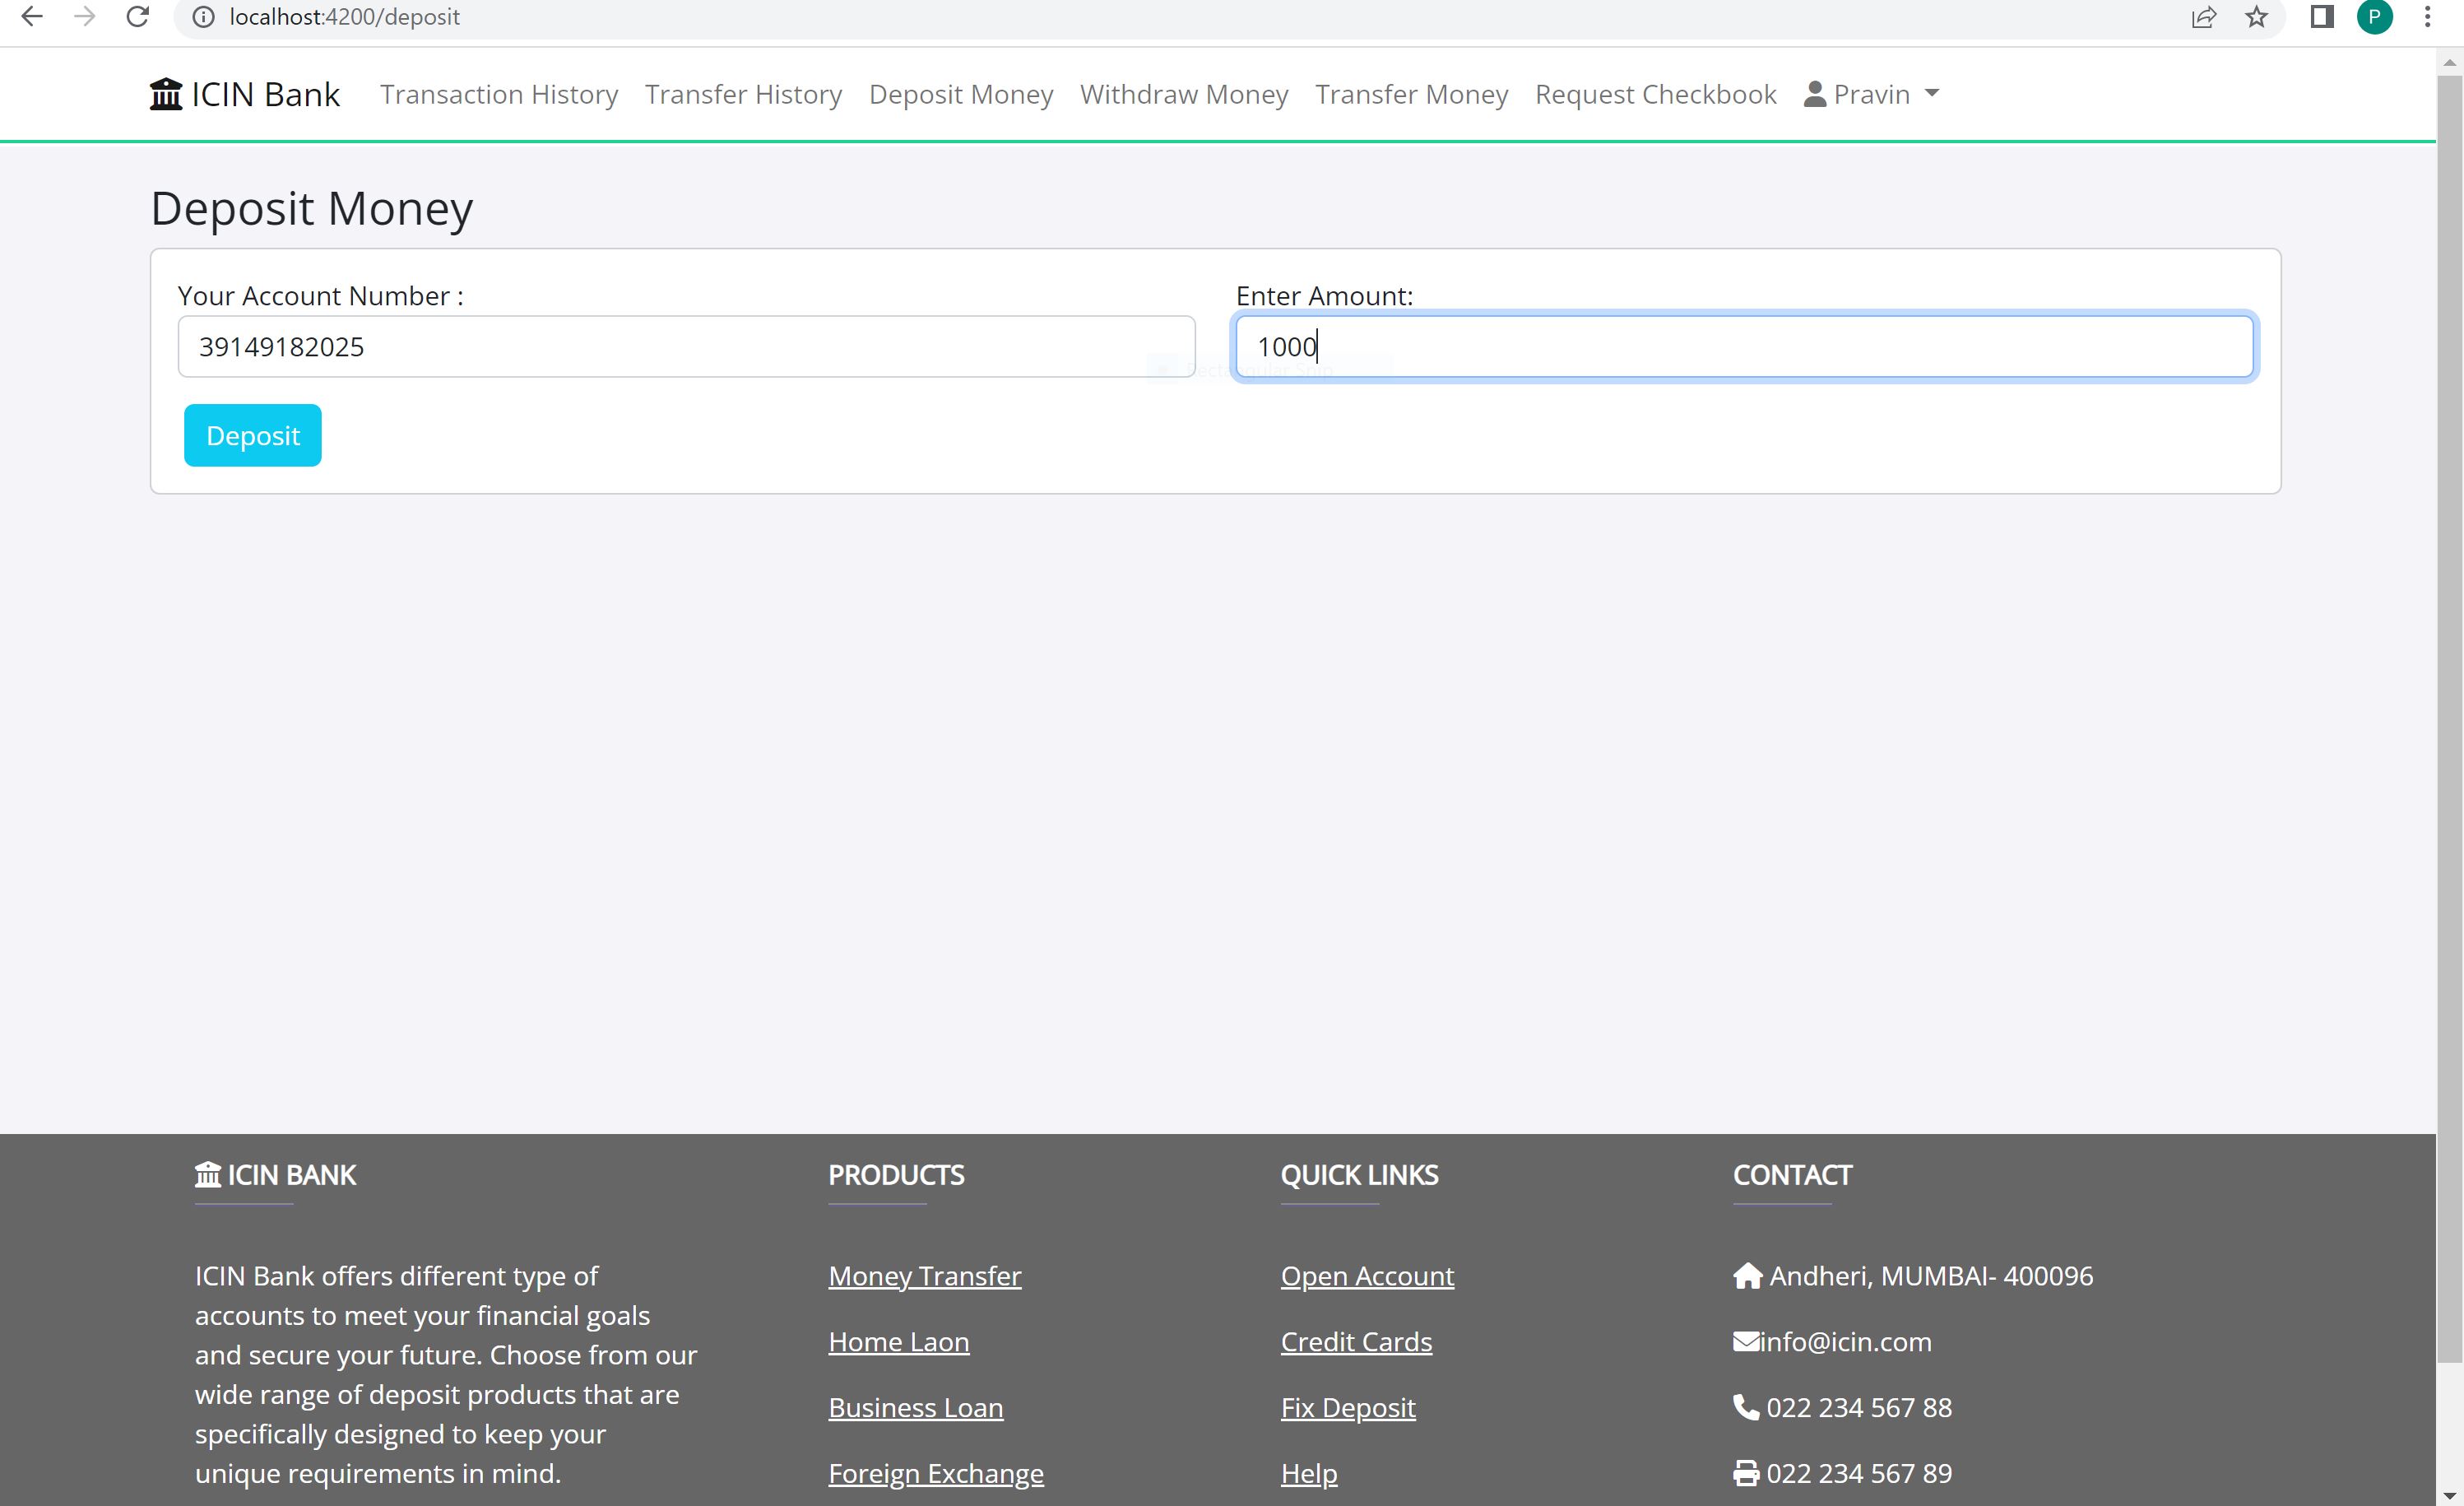 localhost:4200/deposit
P
ICIN Bank Transaction History Transfer History Deposit Money Withdraw Money Transfer Money Request Checkbook Pravin
Deposit Money
Your Account Number : Enter Amount:
39149182025 1000
Rectangular Snip
Deposit
ICIN BANK
ICIN Bank offers different type of
accounts to meet your financial goals
and secure your future. Choose from our
wide range of deposit products that are
specifically designed to keep your
unique requirements in mind.
PRODUCTS
Money Transfer
Home Laon
Business Loan
Foreign Exchange
QUICK LINKS
Open Account
Credit Cards
Fix Deposit
Help
CONTACT
Andheri, MUMBAI- 400096
info@icin.com
022 234 567 88
022 234 567 89